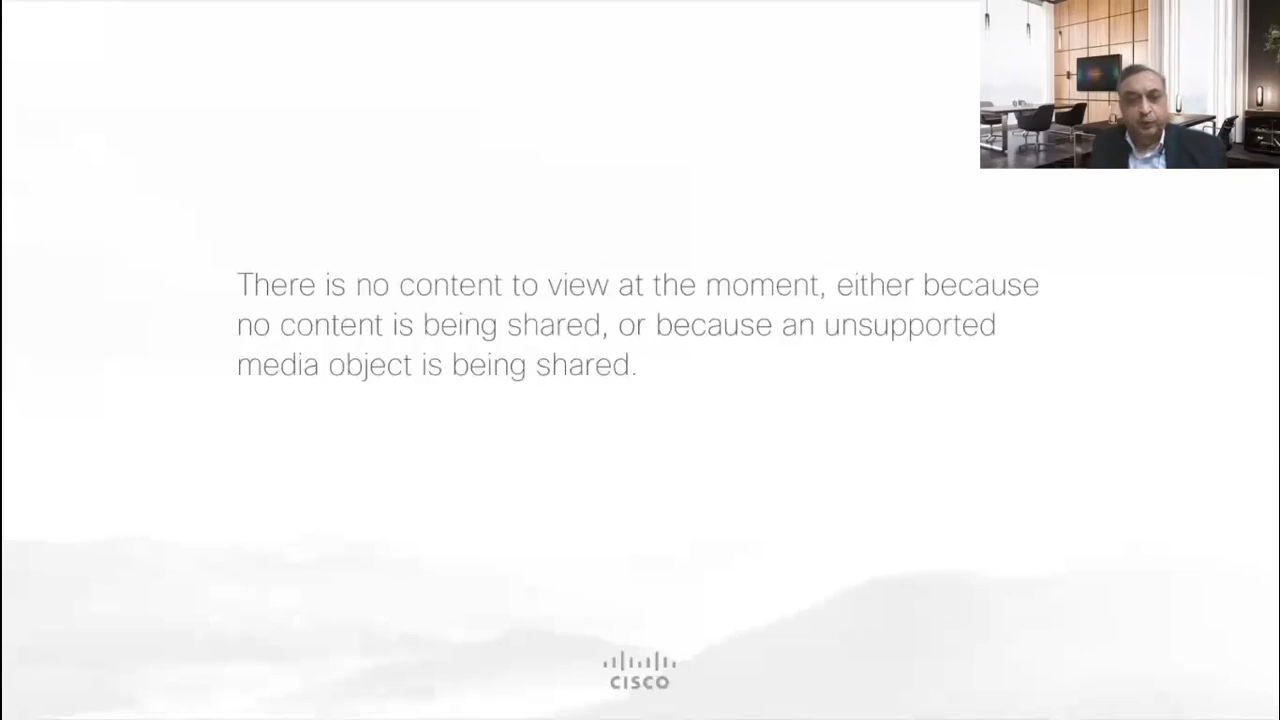 There is no content to view at the moment, either because
no content is being shared, or because an unsupported
media object is being shared.
CISCO